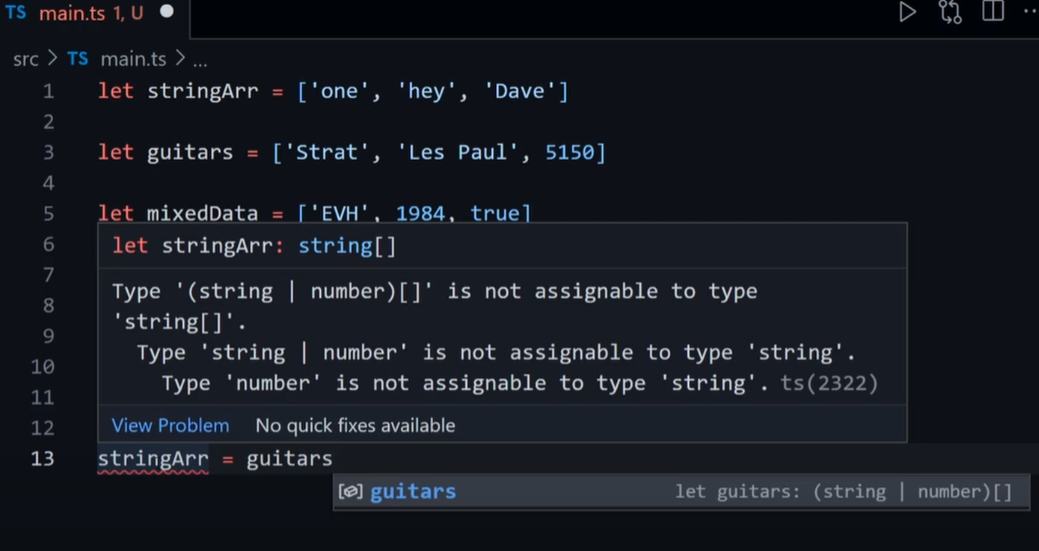 TS main.ts 1, U
src > TS main.ts > ...
1 let stringArr = ['one', 'hey', 'Dave']
2
3 let guitars = ['Strat', 'Les Paul', 5150]
4
5 let mixedData = ['EVH', 1984, true]
6
let stringArr: string[]
7
Type '(string | number)[]' is not assignable to type
8
'string[]'.
9
Type 'string | number' is not assignable to type 'string'.
10
Type 'number' is not assignable to type 'string'. ts(2322)
11
12
View Problem No quick fixes available
13 stringArr = guitars
guitars let guitars: (string | number)[]